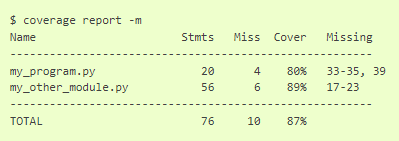 $ coverage report -m
Name                      Stmts   Miss  Cover   Missing
-------------------------------------------------------
my_program.py                20      4    80%   33-35, 39
my_other_module.py           56      6    89%   17-23
-------------------------------------------------------
TOTAL                        76     10    87%